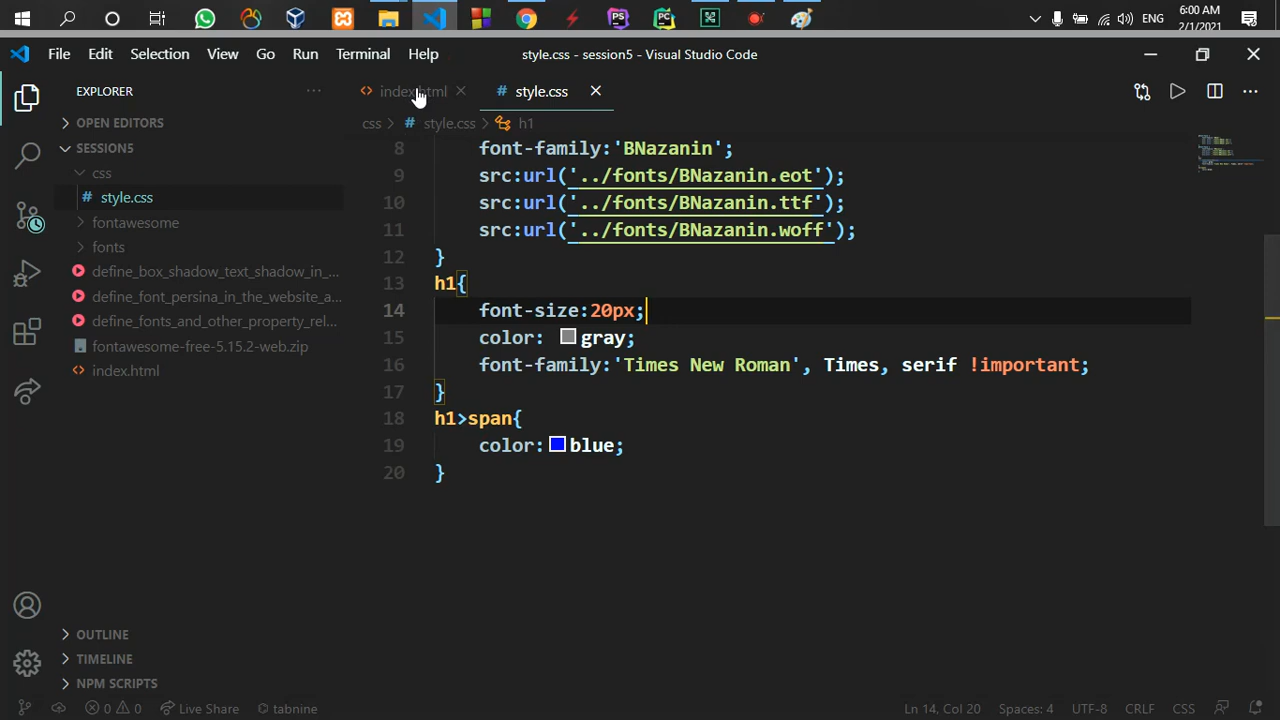 ENG
6:00 AM
2/1/2021
File Edit Selection View Go Run Terminal Help
style.css - session5 - Visual Studio Code
EXPLORER
index.html
# style.css
OPEN EDITORS
css > # style.css > h1
SESSION5
css
# style.css
fontawesome
fonts
define_box_shadow_text_shadow_in_...
define_font_persina_in_the_website_a...
define_fonts_and_other_property_rel...
fontawesome-free-5.15.2-web.zip
index.html
8 font-family:'BNazanin';
9 src:url('../fonts/BNazanin.eot');
10 src:url('../fonts/BNazanin.ttf');
11 src:url('../fonts/BNazanin.woff');
12 }
13 h1{
14 font-size:20px;
15 color: gray;
16 font-family:'Times New Roman', Times, serif !important;
17 }
18 h1>span{
19 color:blue;
20 }
OUTLINE
TIMELINE
NPM SCRIPTS
0 0 Live Share tabnine
Ln 14, Col 20 Spaces: 4 UTF-8 CRLF CSS